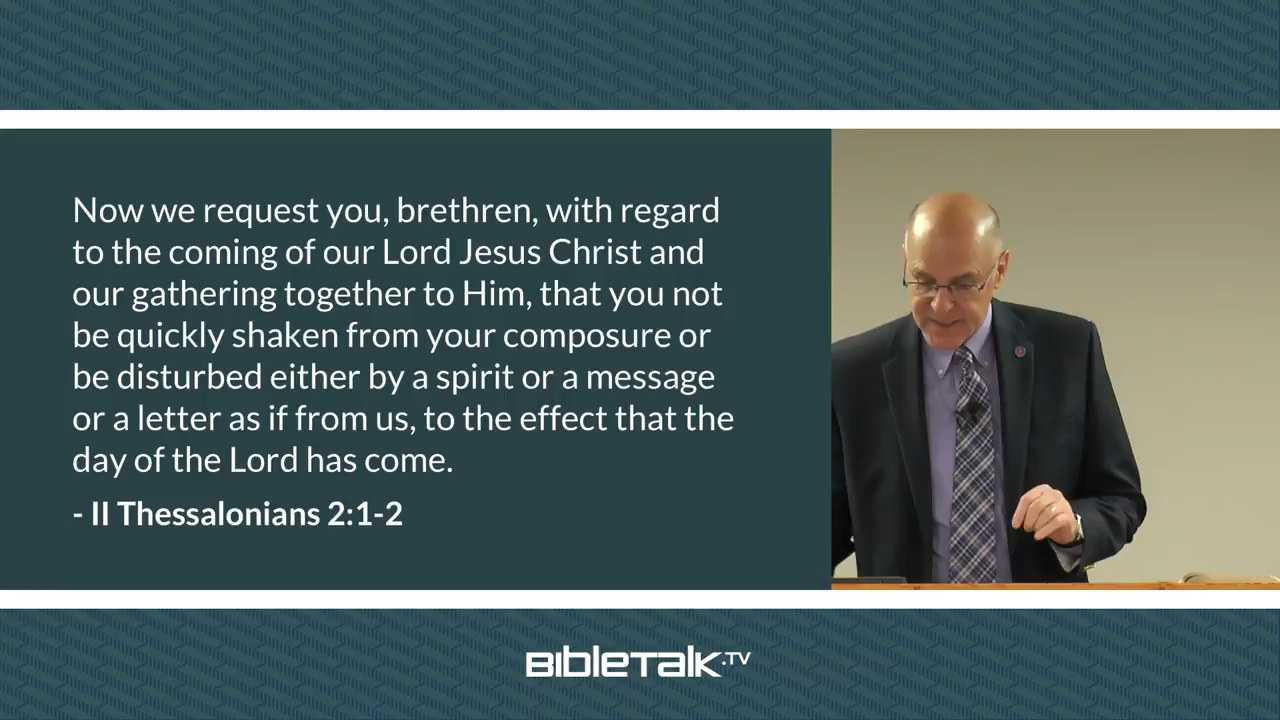 Now we request you, brethren, with regard
to the coming of our Lord Jesus Christ and
our gathering together to Him, that you not
be quickly shaken from your composure or
be disturbed either by a spirit or a message
or a letter as if from us, to the effect that the
day of the Lord has come.
- II Thessalonians 2:1-2
BIBLETALK.TV